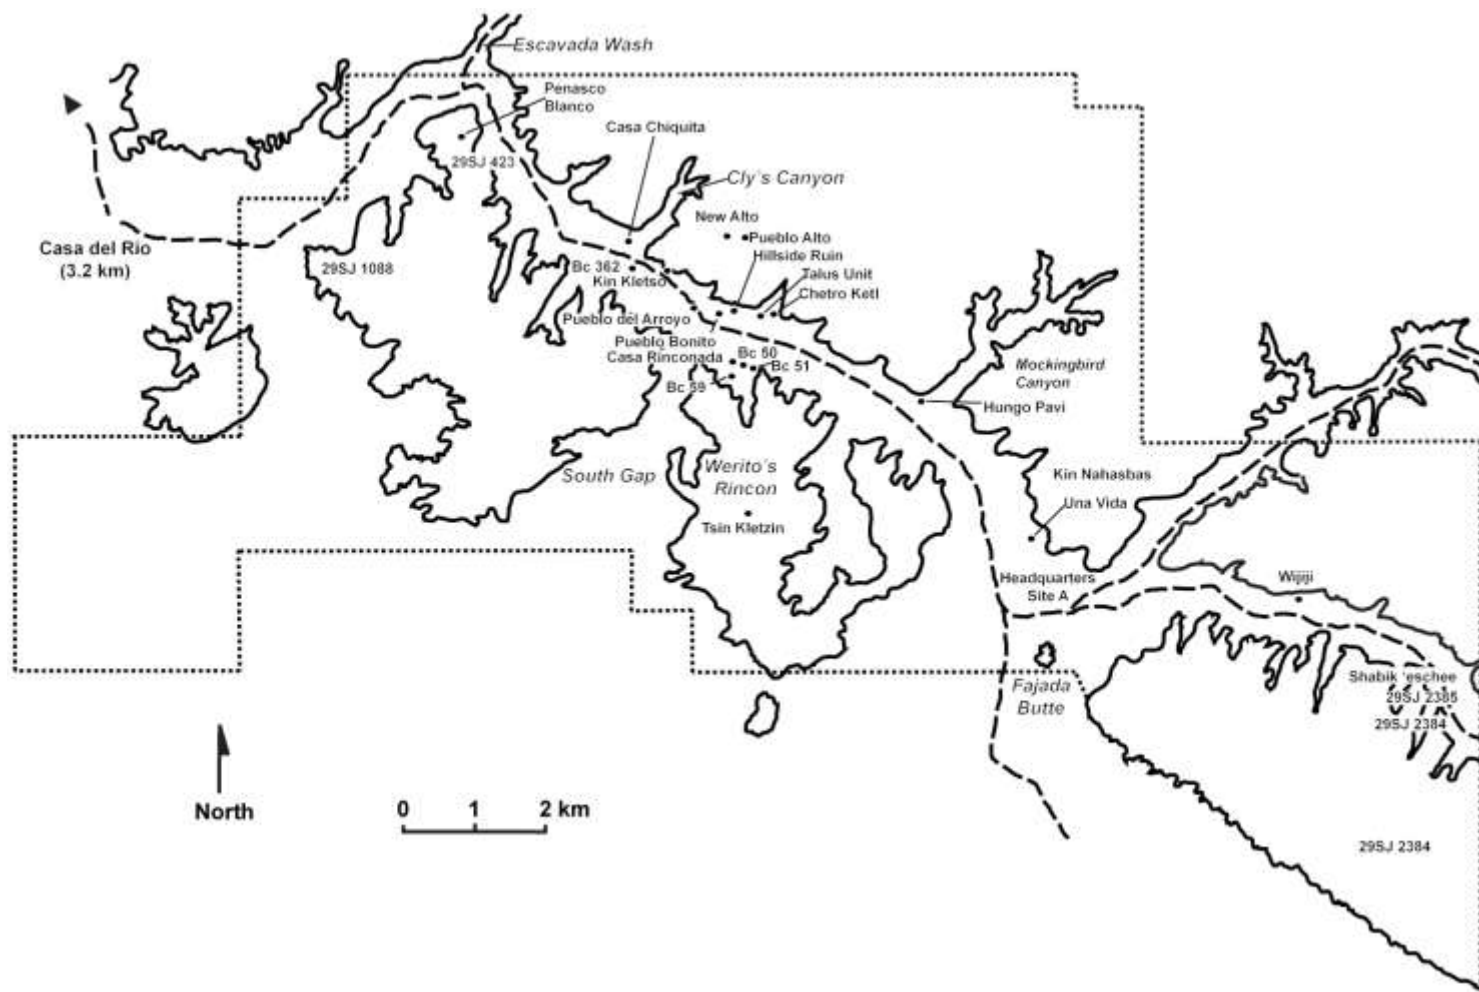 Escavada Wash
Penasco
Blanco
Casa Chiquita
29SJ 423
Cly's Canyon
New Alto
Pueblo Alto
Casa del Rio
(3.2 km)
Hillside Ruin
29SJ 1088
Bc 362
Talus Unit
Kin Kletso
Chetro Ketl
Pueblo del Arroyo
Pueblo Bonito
Casa Rinconada
Bc 50
Bc 51
Mockingbird
Canyon
Bc 59
Hungo Pavi
South Gap
Werito's
Rincon
Kin Nahasbas
Una Vida
Tsin Kletzin
Headquarters
Site A
Wijiji
Shabik 'eschee
Fajada
Butte
29SJ 2385
29SJ 2384
North
0 1 2 km
29SJ 2384